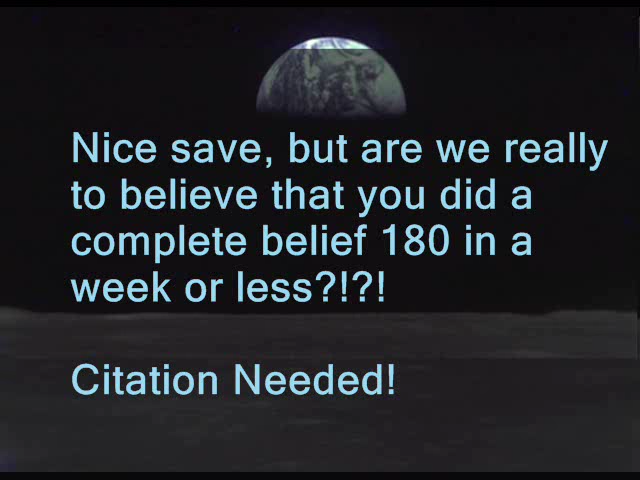 Nice save, but are we really
to believe that you did a
complete belief 180 in a
week or less?!?!
Citation Needed!